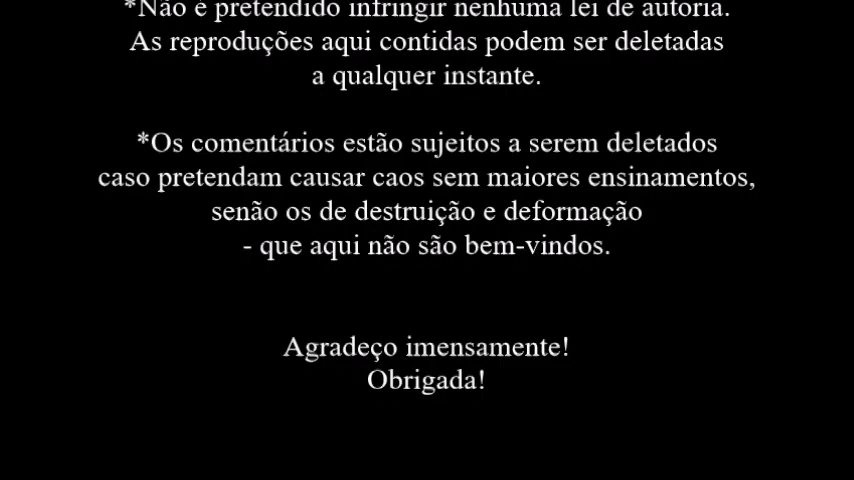 *Não é pretendido infringir nenhuma lei de autoria.
As reproduções aqui contidas podem ser deletadas
a qualquer instante.
*Os comentários estão sujeitos a serem deletados
caso pretendam causar caos sem maiores ensinamentos,
senão os de destruição e deformação
- que aqui não são bem-vindos.
Agradeço imensamente!
Obrigada!